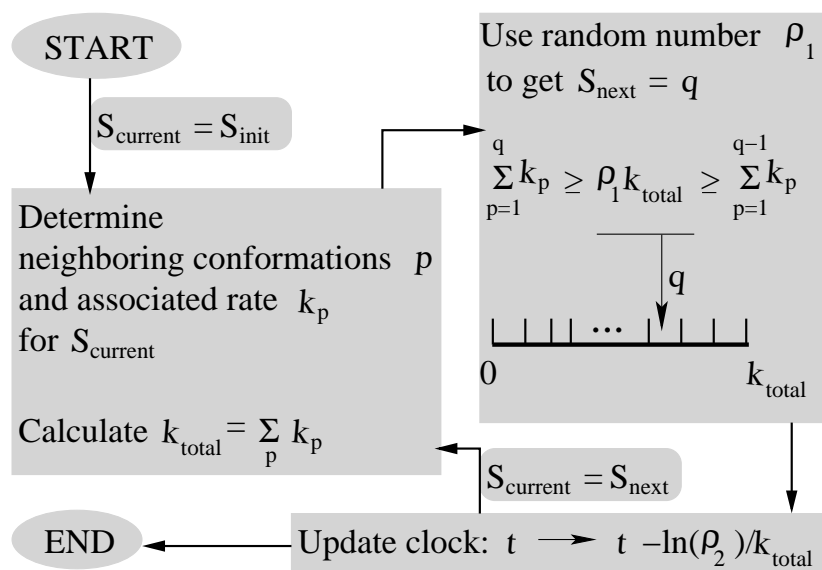 START
S_current = S_init
Determine
neighboring conformations p
and associated rate k_p
for S_current
Calculate k_total = Σ_p k_p
Use random number ρ_1
to get S_next = q
Σ_{p=1}^{q} k_p ≥ ρ_1 k_total ≥ Σ_{p=1}^{q−1} k_p
q
...
0 k_total
S_current = S_next
Update clock: t → t −ln(ρ_2)/k_total
END